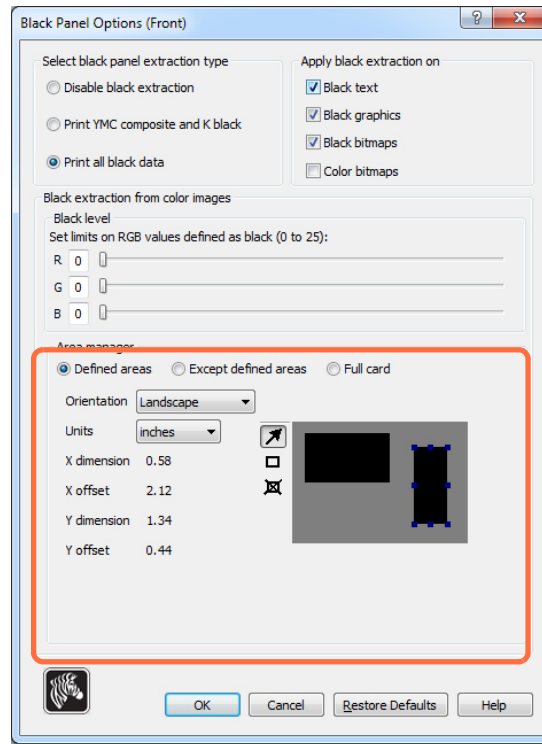 Black Panel Options (Front)
Select black panel extraction type
Disable black extraction
Print YMC composite and K black
Print all black data
Apply black extraction on
Black text
Black graphics
Black bitmaps
Color bitmaps
Black extraction from color images
Black level
Set limits on RGB values defined as black (0 to 25):
R 0
G 0
B 0
Area manager
Defined areas Except defined areas Full card
Orientation Landscape
Units inches
X dimension 0.58
X offset 2.12
Y dimension 1.34
Y offset 0.44
OK Cancel Restore Defaults Help